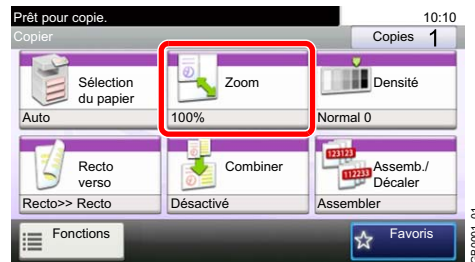 Prêt pour copie.
10:10
Copier
Copies 1
Sélection
du papier
Auto
Zoom
100%
Densité
Normal 0
Recto
verso
Recto>> Recto
Combiner
Désactivé
123123
112233
Assemb./
Décaler
Assembler
Fonctions
Favoris